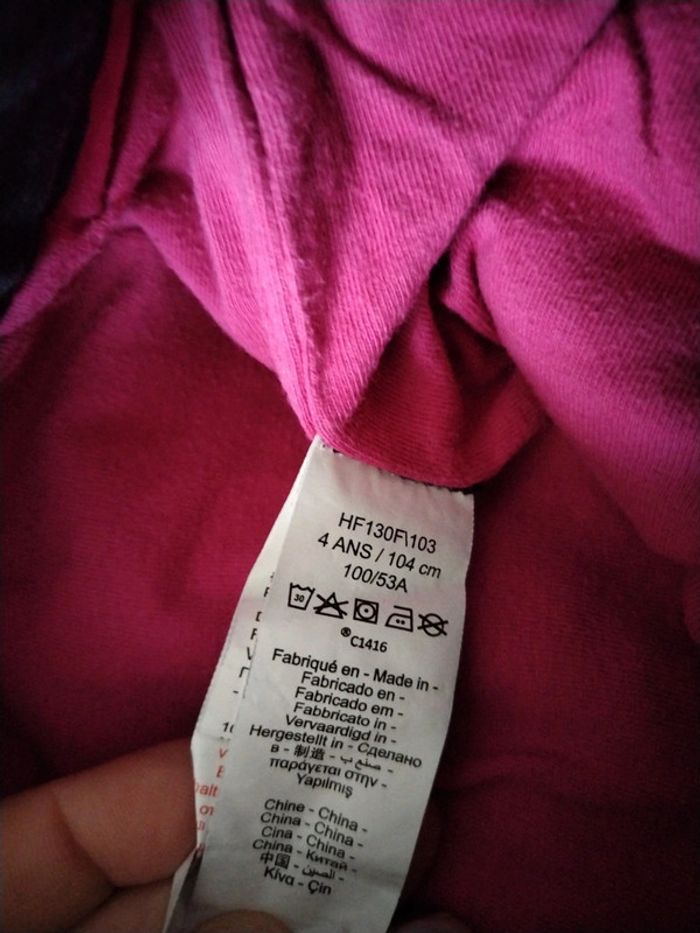 HF130F\103
4 ANS / 104 cm
100/53A
30
®C1416
Fabriqué en - Made in -
Fabricado en -
Fabricado em -
Fabbricato in -
Vervaardigd in -
Hergestellt in - Сделано
в - 制造 - صنع ب -
παράγεται στην -
Yapılmış
Chine - China -
China - China -
Cina - China -
China - Китай -
中国 - الصين -
Κίνα - Çin